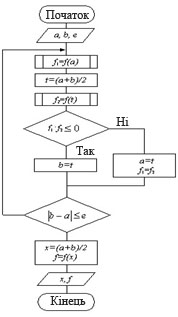 Початок
a, b, e
f₁=f(a)
t=(a+b)/2
f₂=f(t)
f₁·f₂≤ 0
Ні
Так
b=t
a=t
f₁=f₂
|b − a|≤e
x=(a+b)/2
f=f(x)
x, f
Кінець